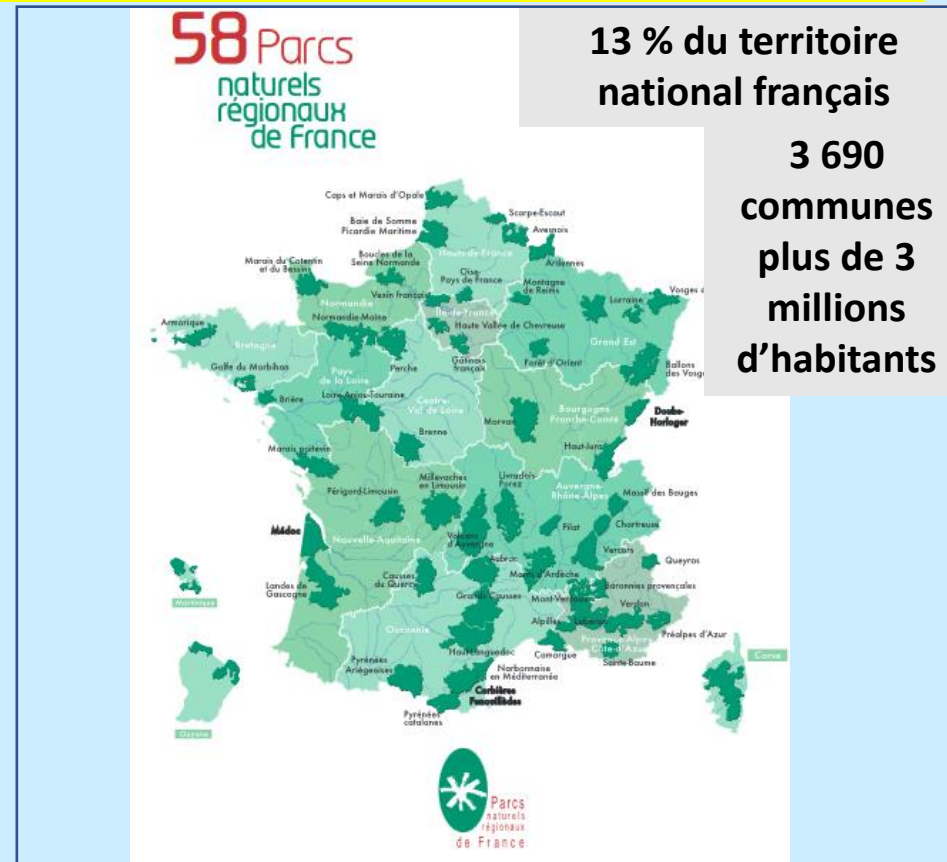 58 Parcs
naturels
régionaux
de France
13 % du territoire
national français
3 690
communes
plus de 3
millions
d'habitants
Caps et Marais d'Opale
Scarpe-Escaut
Baie de Somme
Picardie Maritime
Avesnois
Hauts-de-France
Ardennes
Marais du Cotentin
et du Bessin
Boucles de la
Seine Normande
Oise-
Pays de France
Montagne
de Reims
Vexin français
Lorraine
Vosges
Normandie
Normandie-Maine
Île-de-France
Haute Vallée de Chevreuse
Armorique
Bretagne
Grand Est
Golfe du Morbihan
Pays
de la Loire
Perche
Gâtinais
français
Forêt d'Orient
Ballons
des Vosg
Brière
Loire-Anjou-Touraine
Centre-
Val de Loire
Morvan
Bourgogne
Franche-Comté
Doubs-
Horloger
Brenne
Haut-Jura
Marais poitevin
Millevaches
en Limousin
Livradois-
Forez
Auvergne
Rhône-Alpes
Massif des Bauges
Périgord-Limousin
Pilat
Chartreuse
Médoc
Nouvelle-Aquitaine
Volcans
d'Auvergne
Vercors
Queyras
Aubrac
Monts d'Ardèche
Baronnies provençales
Landes de
Gascogne
Causses
du Quercy
Grands Causses
Mont-Ventoux
Verdon
Martinique
Alpilles
Luberon
Préalpes d'Azur
Occitanie
Provence-Alpes
Côte-d'Azur
Haut-Languedoc
Camargue
Sainte-Baume
Corse
Pyrénées
Ariégeoises
Narbonnaise
en Méditerranée
Corbières
Fenouillèdes
Pyrénées
catalanes
Guyane
Parcs
naturels
régionaux
de France